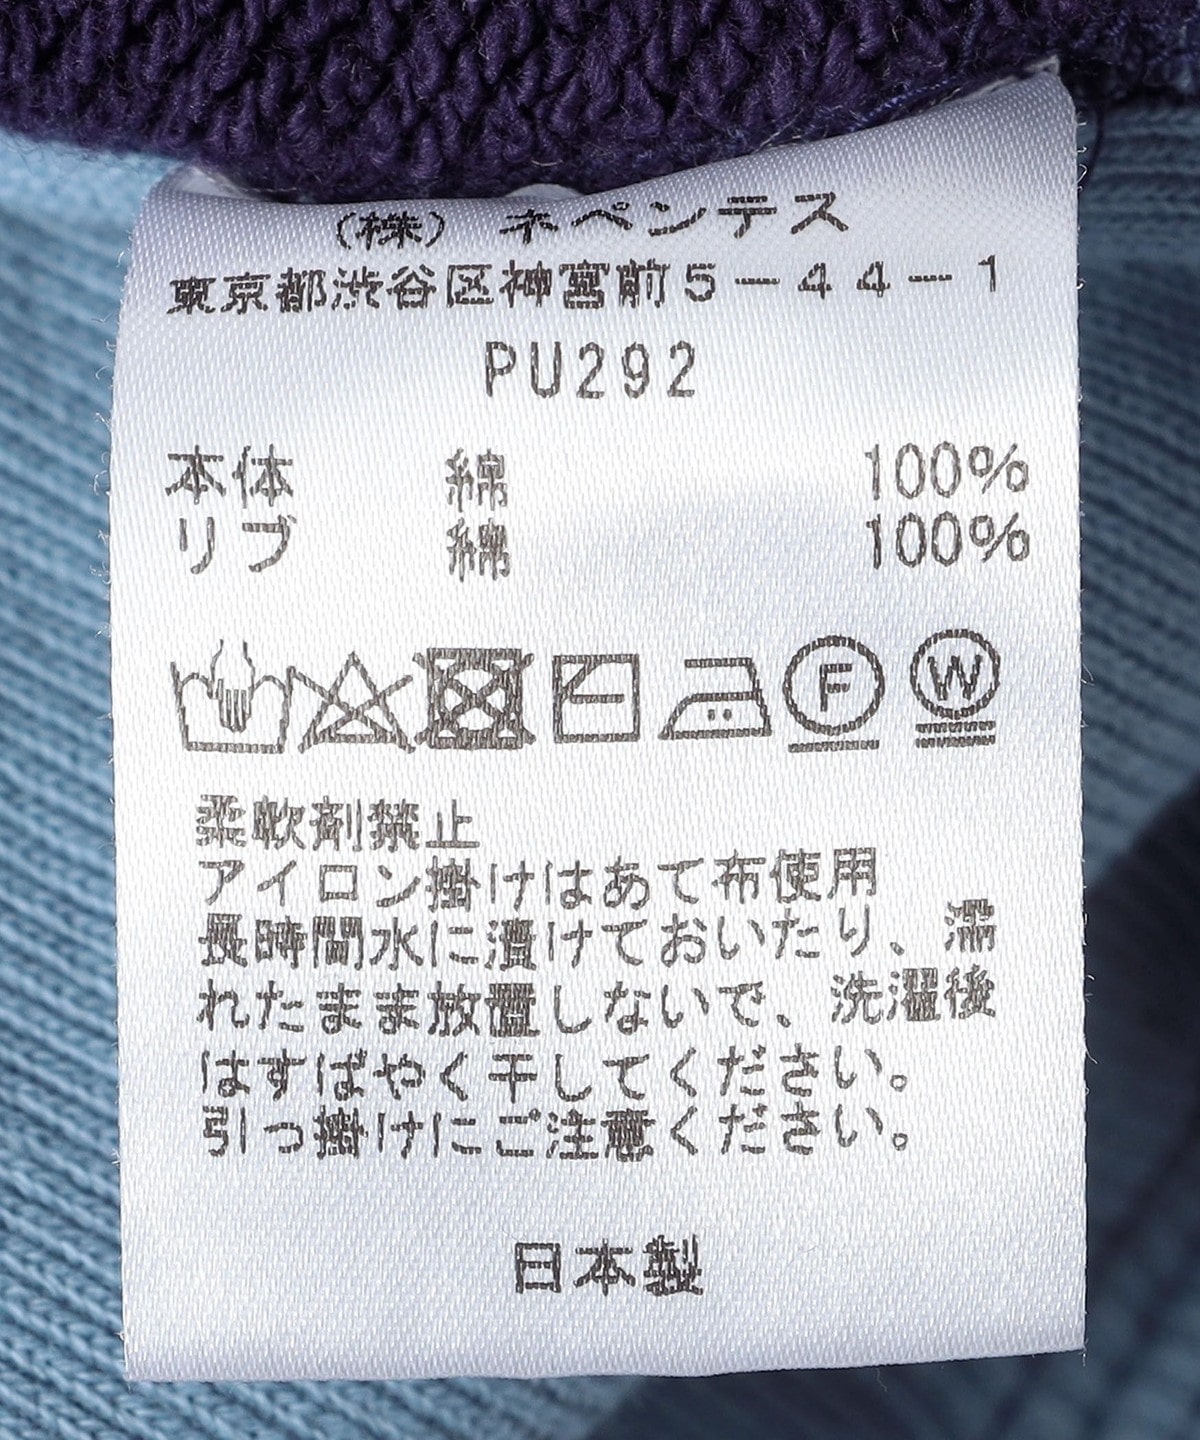 (株) ネペンテス
東京都渋谷区神宮前5-44-1
PU292
本体 綿 100%
リブ 綿 100%
F W
柔軟剤禁止
アイロン掛けはあて布使用
長時間水に漬けておいたり、濡
れたまま放置しないで、洗濯後
はすばやく干してください。
引っ掛けにご注意ください。
日本製